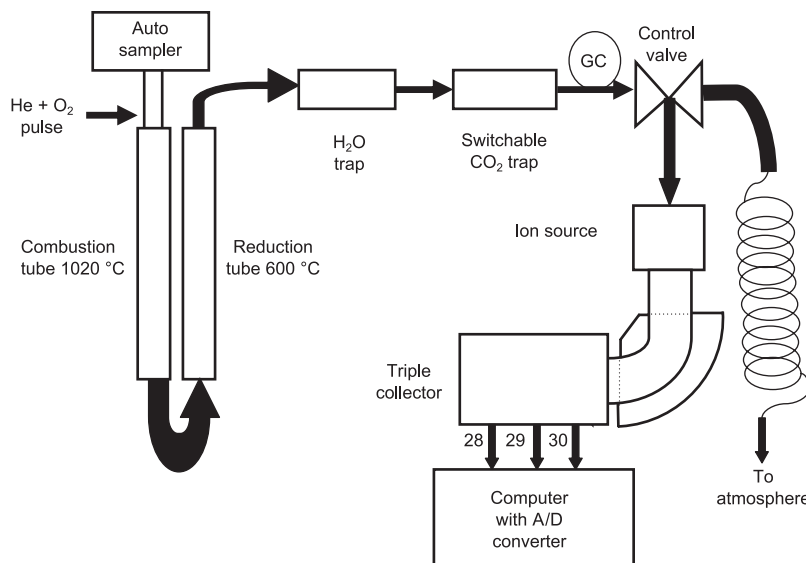 Auto
sampler
Control
valve
GC
He + O₂
pulse
H₂O
trap
Switchable
CO₂ trap
Combustion
tube 1020 °C
Reduction
tube 600 °C
Ion source
Triple
collector
28 29 30
To
atmosphere
Computer
with A/D
converter